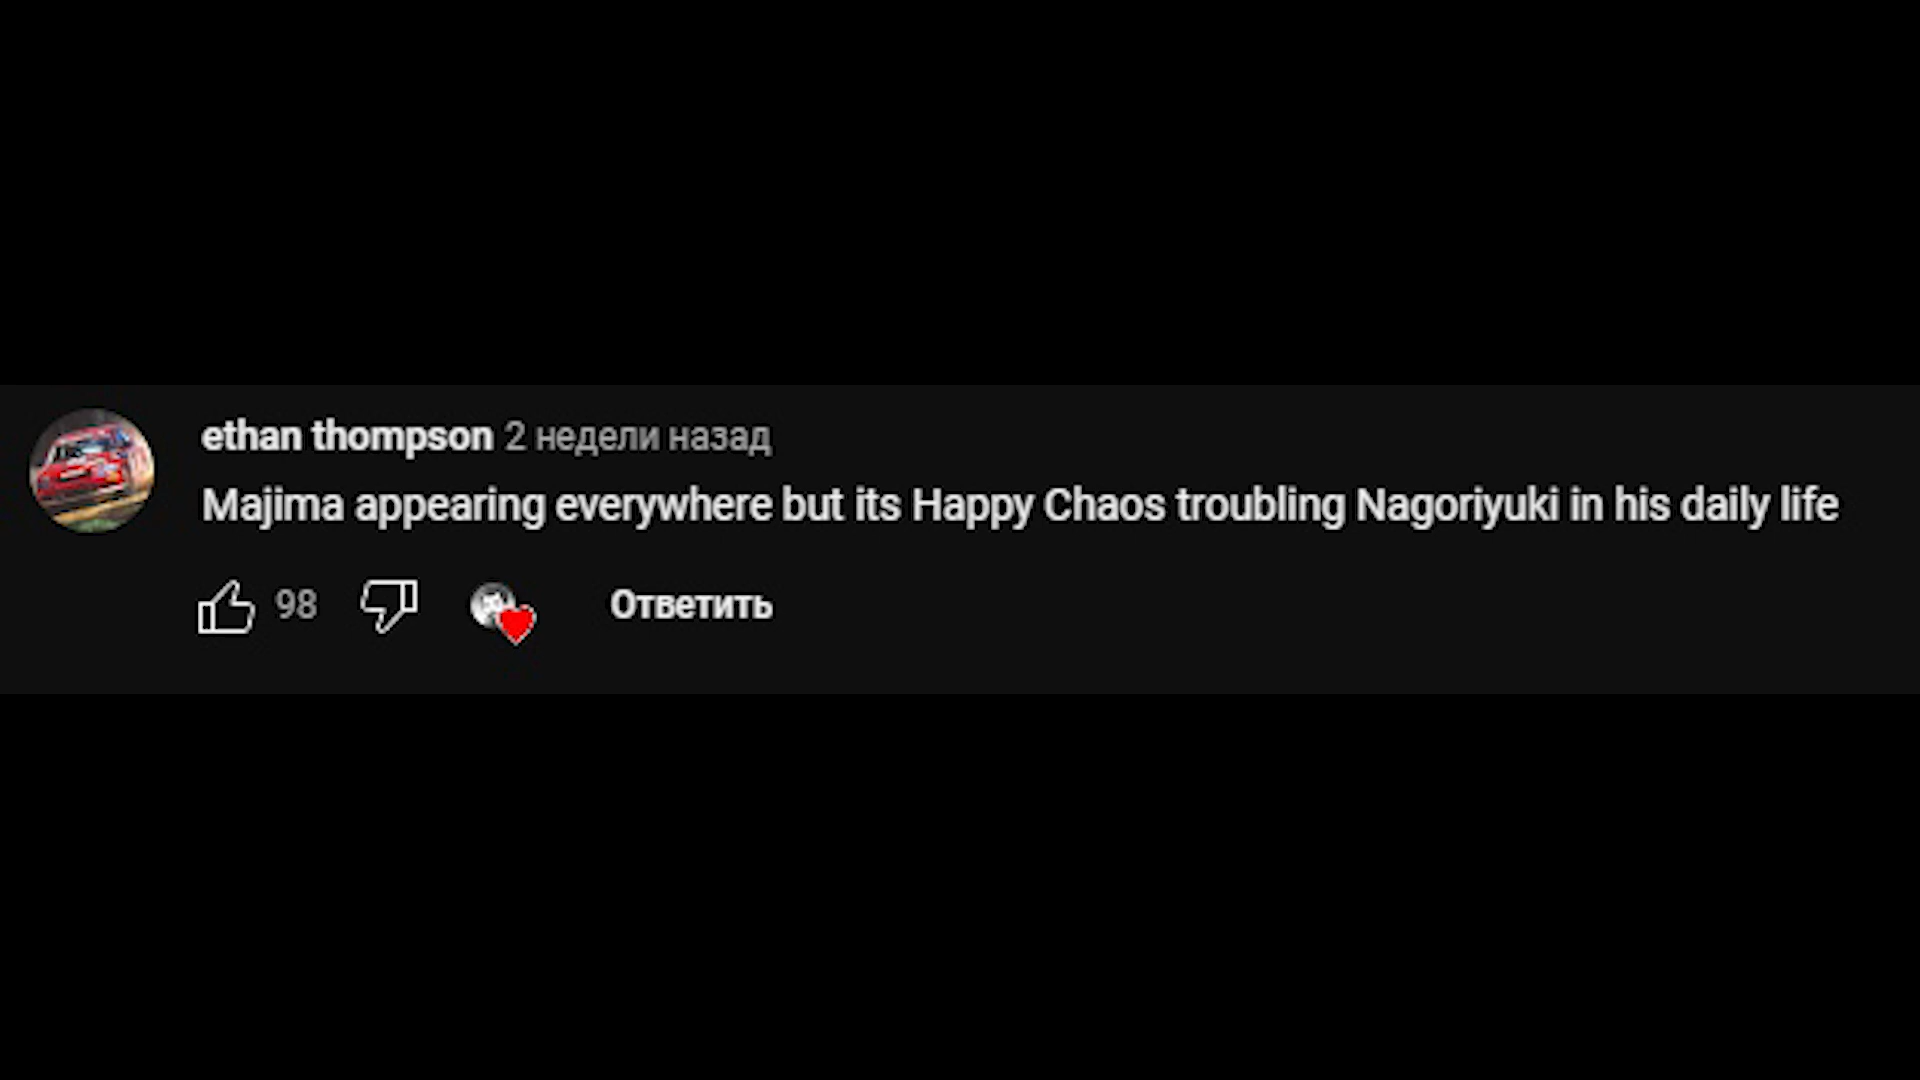 ethan thompson 2 недели назад
Majima appearing everywhere but its Happy Chaos troubling Nagoriyuki in his daily life
98 Ответить